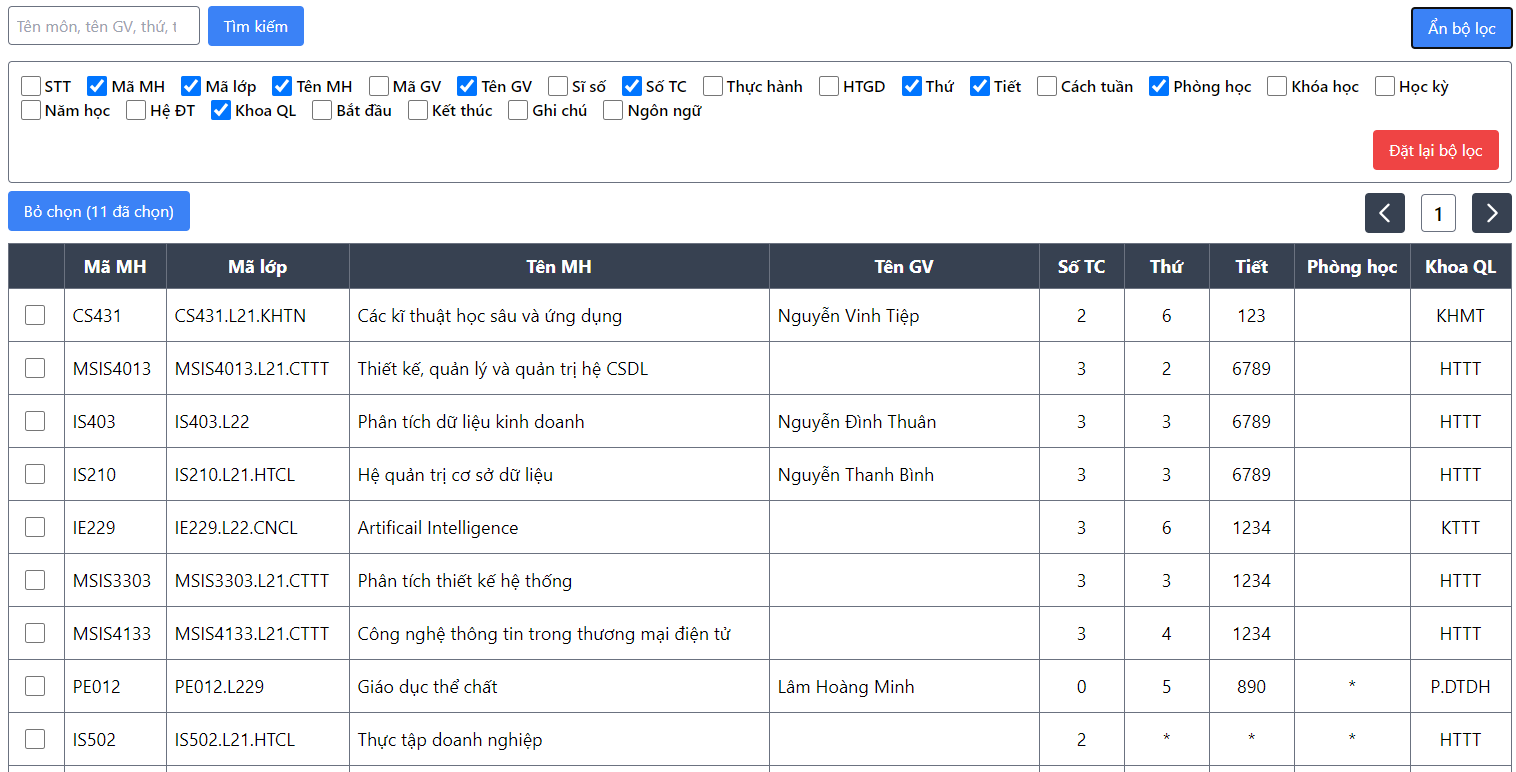 Tên môn, tên GV, thứ, t Tìm kiếm Ẩn bộ lọc
STT Mã MH Mã lớp Tên MH Mã GV Tên GV Sĩ số Số TC Thực hành HTGD Thứ Tiết Cách tuần Phòng học Khóa học Học kỳ
Năm học Hệ ĐT Khoa QL Bắt đầu Kết thúc Ghi chú Ngôn ngữ
Đặt lại bộ lọc
Bỏ chọn (11 đã chọn) 1
Mã MH Mã lớp Tên MH Tên GV Số TC Thứ Tiết Phòng học Khoa QL
CS431 CS431.L21.KHTN Các kĩ thuật học sâu và ứng dụng Nguyễn Vinh Tiệp 2 6 123 KHMT
MSIS4013 MSIS4013.L21.CTTT Thiết kế, quản lý và quản trị hệ CSDL 3 2 6789 HTTT
IS403 IS403.L22 Phân tích dữ liệu kinh doanh Nguyễn Đình Thuân 3 3 6789 HTTT
IS210 IS210.L21.HTCL Hệ quản trị cơ sở dữ liệu Nguyễn Thanh Bình 3 3 6789 HTTT
IE229 IE229.L22.CNCL Artificail Intelligence 3 6 1234 KTTT
MSIS3303 MSIS3303.L21.CTTT Phân tích thiết kế hệ thống 3 3 1234 HTTT
MSIS4133 MSIS4133.L21.CTTT Công nghệ thông tin trong thương mại điện tử 3 4 1234 HTTT
PE012 PE012.L229 Giáo dục thể chất Lâm Hoàng Minh 0 5 890 * P.DTDH
IS502 IS502.L21.HTCL Thực tập doanh nghiệp 2 * * * HTTT